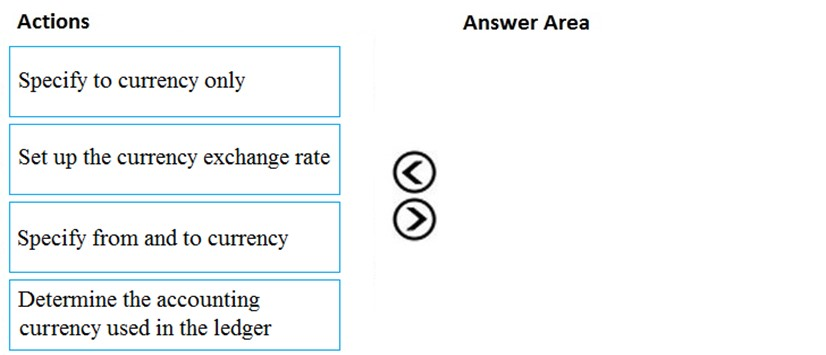 Actions
Answer Area
Specify to currency only
Set up the currency exchange rate
Specify from and to currency
Determine the accounting
currency used in the ledger